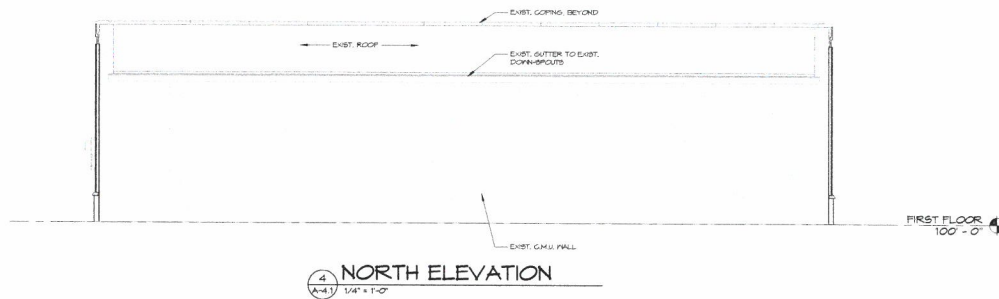 EXIST. COPING, BEYOND
EXIST. ROOF
EXIST. GUTTER TO EXIST.
DOWN-SPOUTS
FIRST FLOOR
100' - 0"
EXIST. C.M.U. WALL
4
A-4.1
NORTH ELEVATION
1/4" = 1'-0"